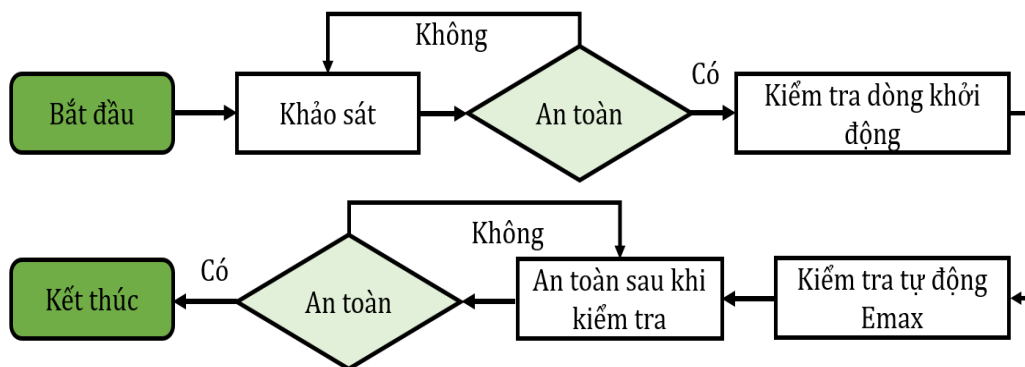 Không
Bắt đầu
Khảo sát
An toàn
Có
Kiểm tra dòng khởi
động
Không
Có
Kết thúc
An toàn
An toàn sau khi
kiểm tra
Kiểm tra tự động
Emax